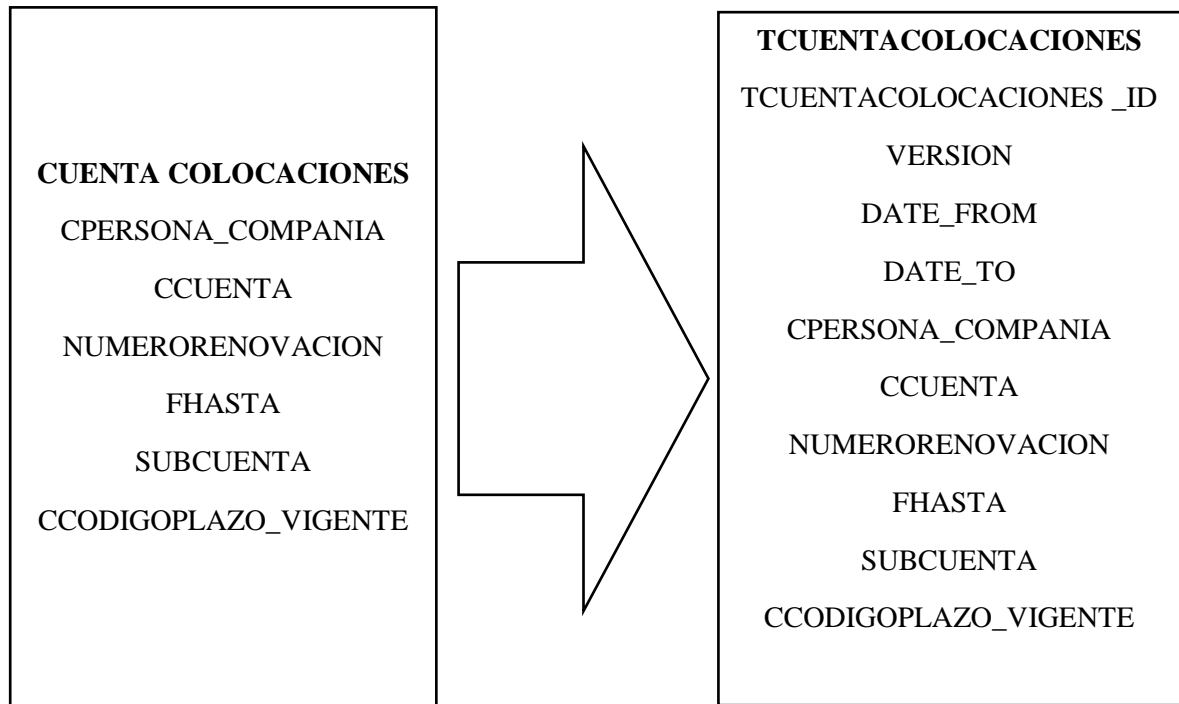 CUENTA COLOCACIONES
CPERSONA_COMPANIA
CCUENTA
NUMERORENOVACION
FHASTA
SUBCUENTA
CCODIGOPLAZO_VIGENTE
TCUENTACOLOCACIONES
TCUENTACOLOCACIONES _ID
VERSION
DATE_FROM
DATE_TO
CPERSONA_COMPANIA
CCUENTA
NUMERORENOVACION
FHASTA
SUBCUENTA
CCODIGOPLAZO_VIGENTE